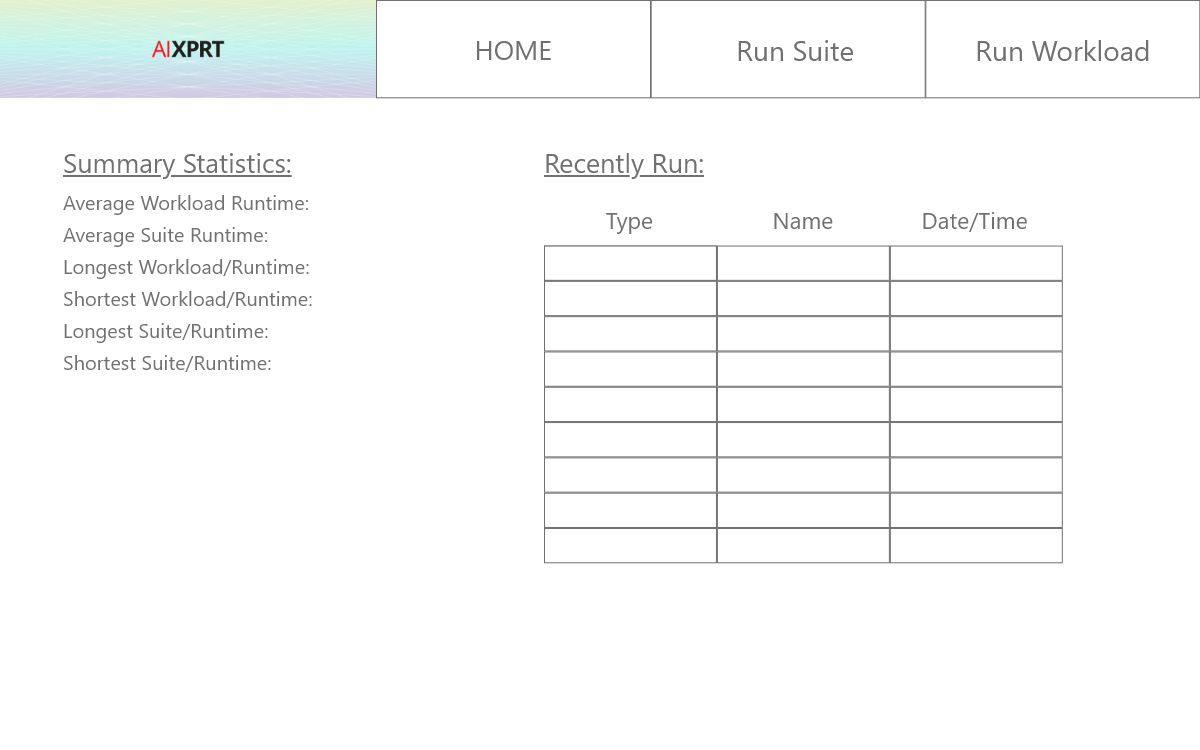 AIXPRT
HOME
Run Suite
Run Workload
Summary Statistics:
Average Workload Runtime:
Average Suite Runtime:
Longest Workload/Runtime:
Shortest Workload/Runtime:
Longest Suite/Runtime:
Shortest Suite/Runtime:
Recently Run:
Type Name Date/Time